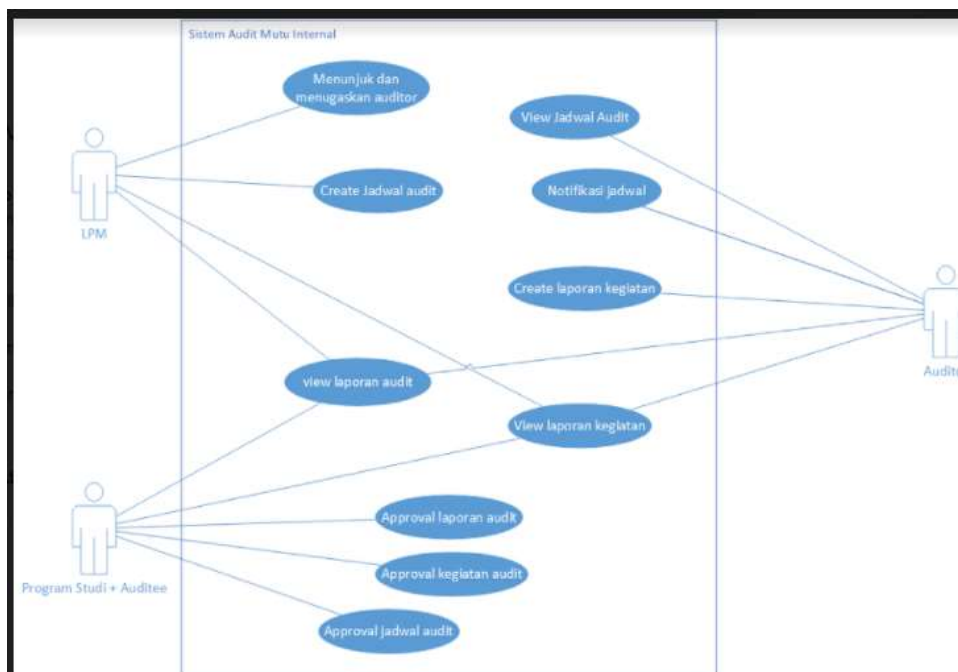 Sistem Audit Mutu Internal
Menunjuk dan
menugaskan auditor
View Jadwal Audit
Create Jadwal audit
Notifikasi jadwal
LPM
Create laporan kegiatan
view laporan audit
Audito
View laporan kegiatan
Approval laporan audit
Approval kegiatan audit
Program Studi + Auditee
Approval jadwal audit